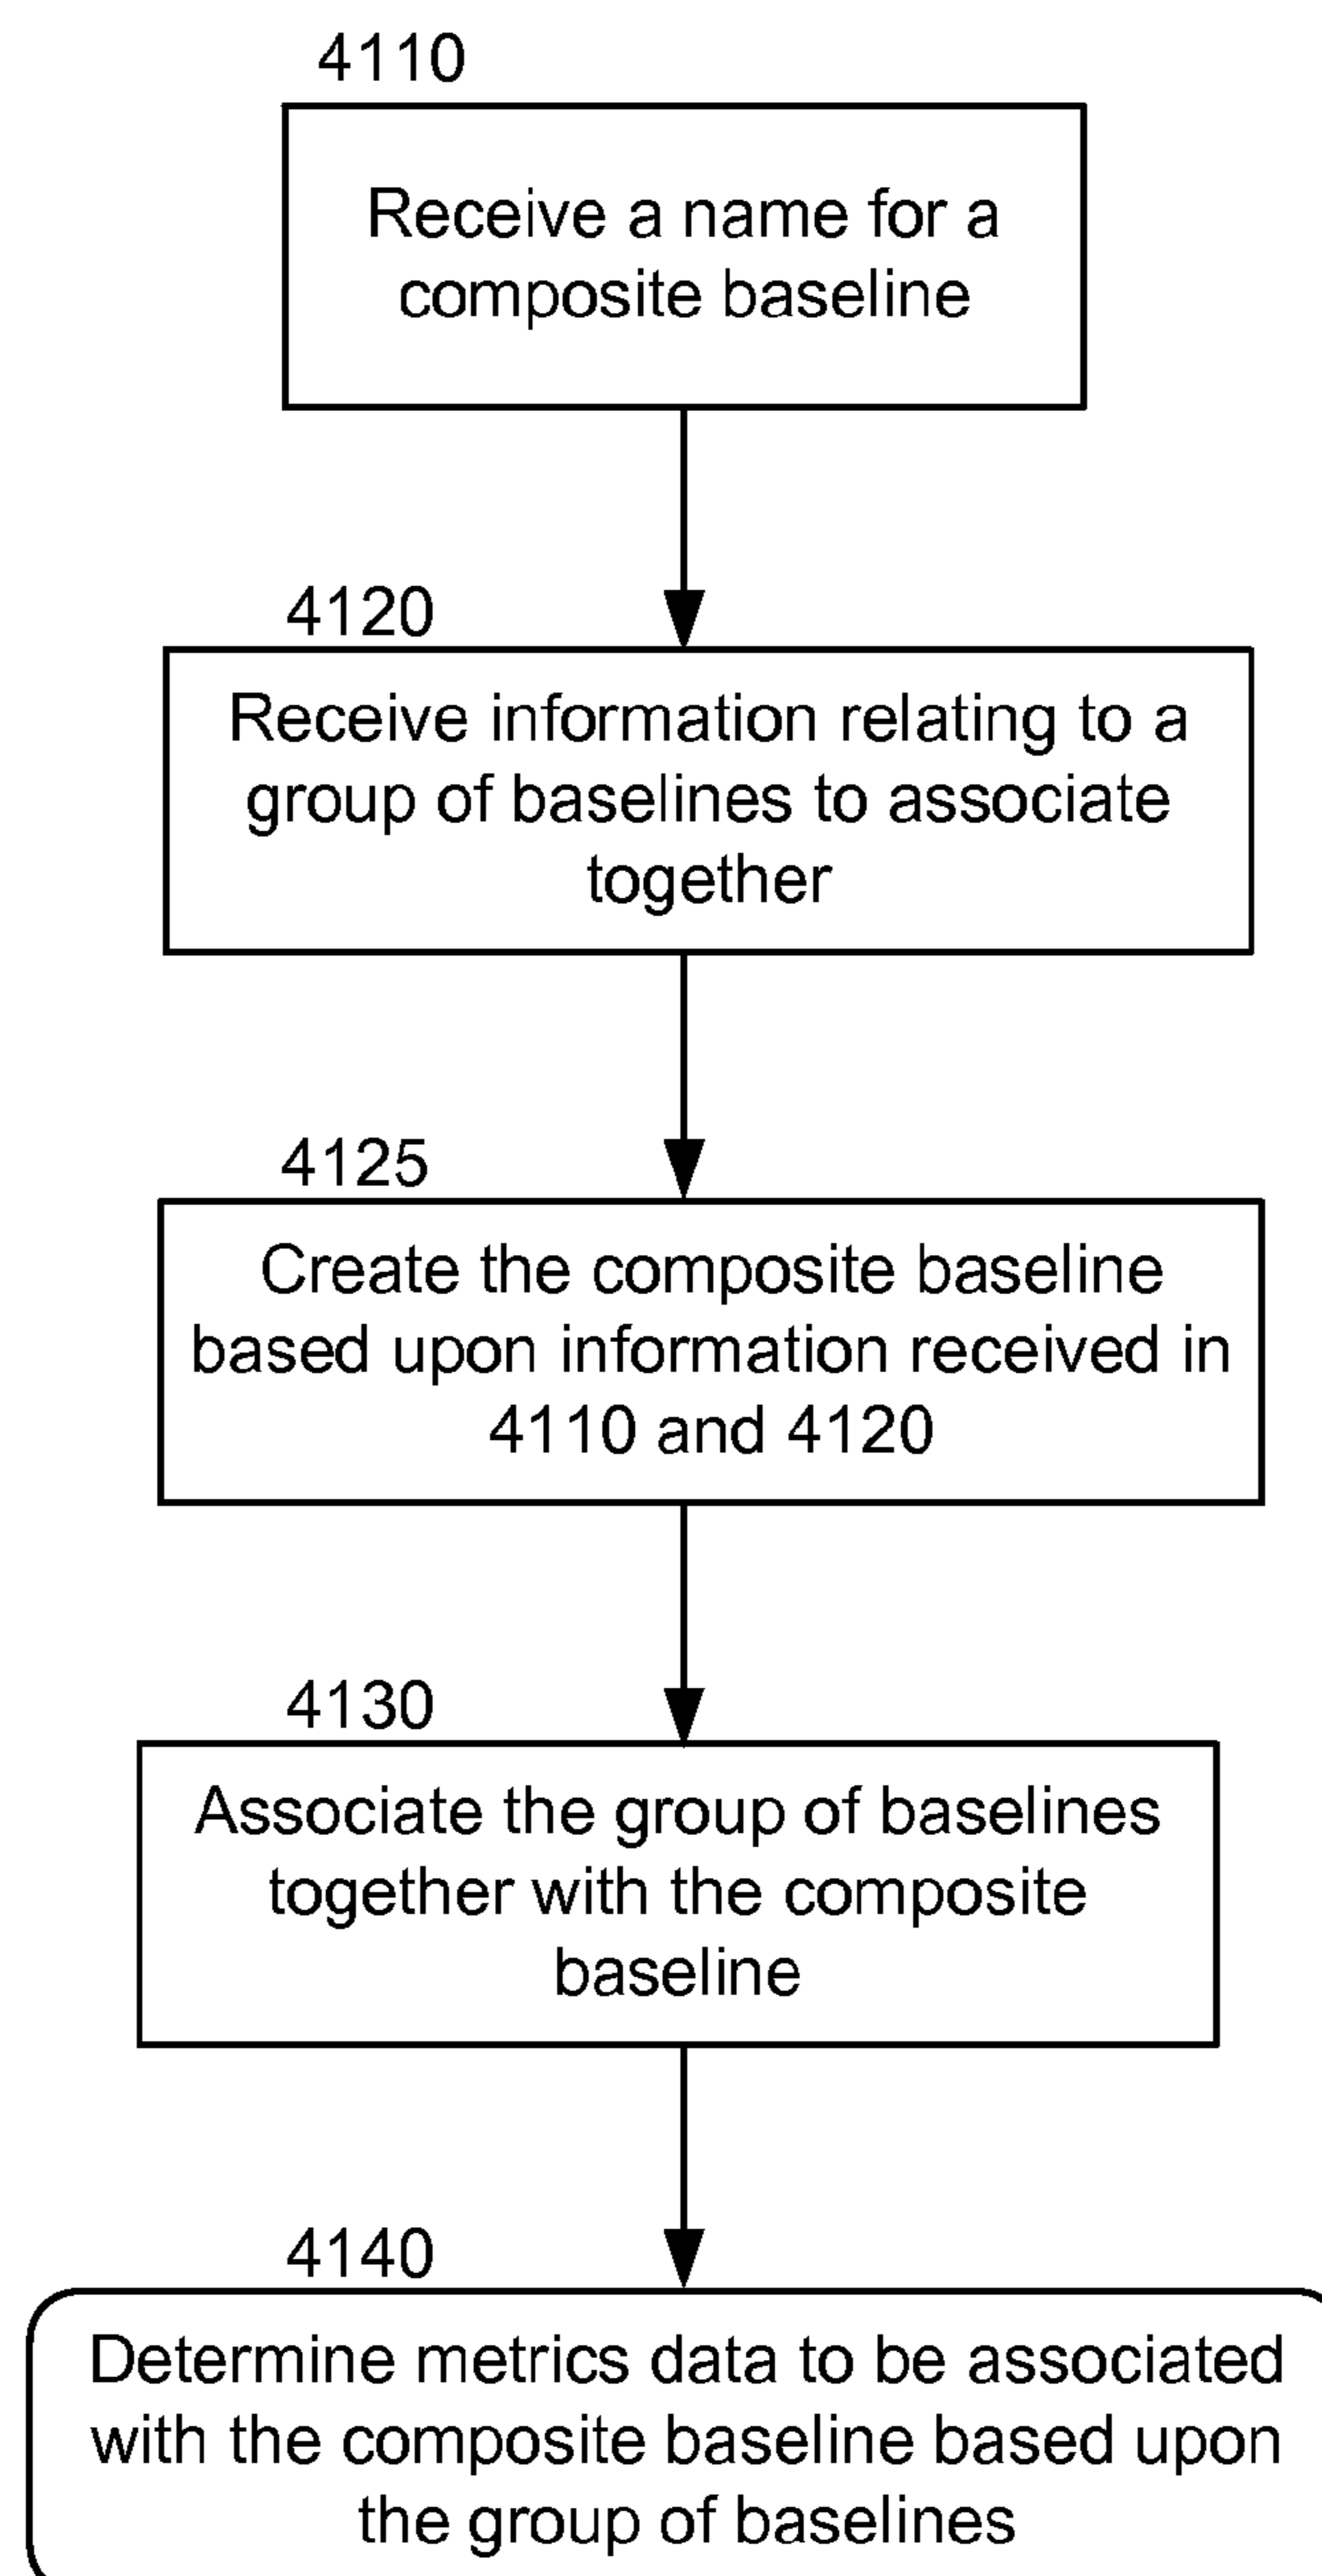 4110
Receive a name for a
composite baseline
4120
Receive information relating to a
group of baselines to associate
together
4125
Create the composite baseline
based upon information received in
4110 and 4120
4130
Associate the group of baselines
together with the composite
baseline
4140
Determine metrics data to be associated
with the composite baseline based upon
the group of baselines